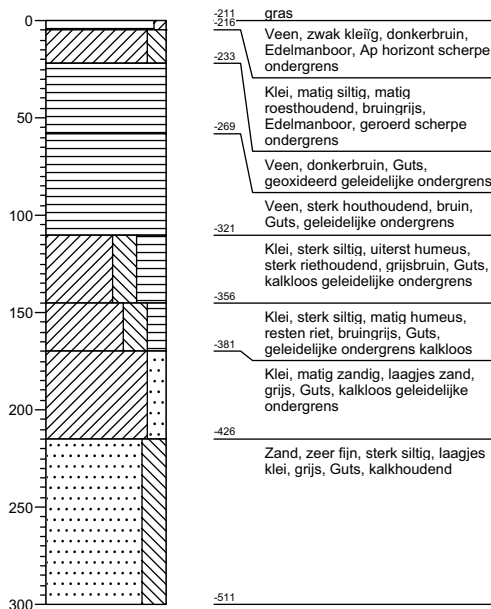 0
50
100
150
200
250
300
-211
gras
-216
Veen, zwak kleiïg, donkerbruin,
Edelmanboor, Ap horizont scherpe
ondergrens
-233
Klei, matig siltig, matig
roesthoudend, bruingrijs,
Edelmanboor, geroerd scherpe
ondergrens
-269
Veen, donkerbruin, Guts,
geoxideerd geleidelijke ondergrens
Veen, sterk houthoudend, bruin,
Guts, geleidelijke ondergrens
-321
Klei, sterk siltig, uiterst humeus,
sterk riethoudend, grijsbruin, Guts,
kalkloos geleidelijke ondergrens
-356
Klei, sterk siltig, matig humeus,
resten riet, bruingrijs, Guts,
geleidelijke ondergrens kalkloos
-381
Klei, matig zandig, laagjes zand,
grijs, Guts, kalkloos geleidelijke
ondergrens
-426
Zand, zeer fijn, sterk siltig, laagjes
klei, grijs, Guts, kalkhoudend
-511